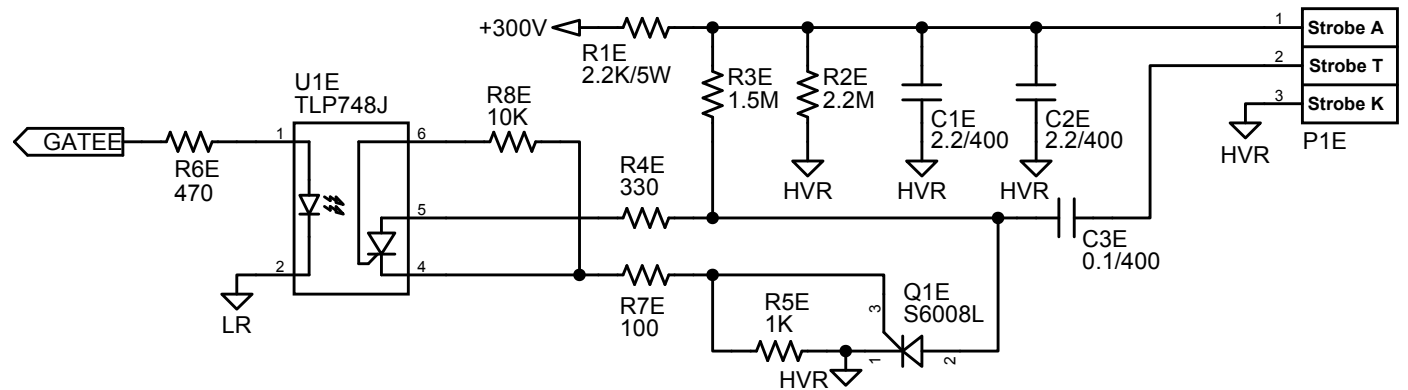 +300V
R1E
2.2K/5W
1
Strobe A
2
Strobe T
3
Strobe K
P1E
HVR
U1E
TLP748J
R8E
10K
R3E
1.5M
R2E
2.2M
C1E
2.2/400
C2E
2.2/400
HVR
HVR
HVR
GATEE
R6E
470
1
6
5
2
4
LR
R4E
330
C3E
0.1/400
R7E
100
R5E
1K
3
Q1E
S6008L
1
2
HVR